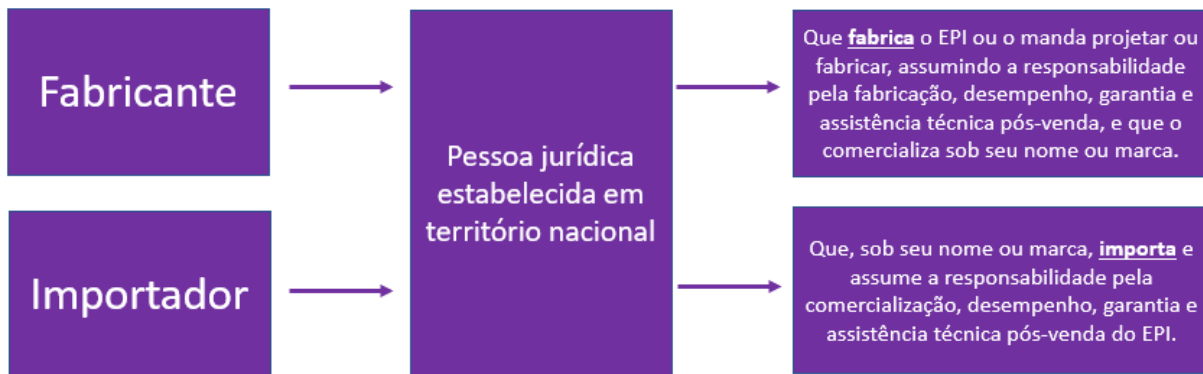 Fabricante
Importador
Pessoa jurídica
estabelecida em
território nacional
Que fabrica o EPI ou o manda projetar ou
fabricar, assumindo a responsabilidade
pela fabricação, desempenho, garantia e
assistência técnica pós-venda, e que o
comercializa sob seu nome ou marca.
Que, sob seu nome ou marca, importa e
assume a responsabilidade pela
comercialização, desempenho, garantia e
assistência técnica pós-venda do EPI.